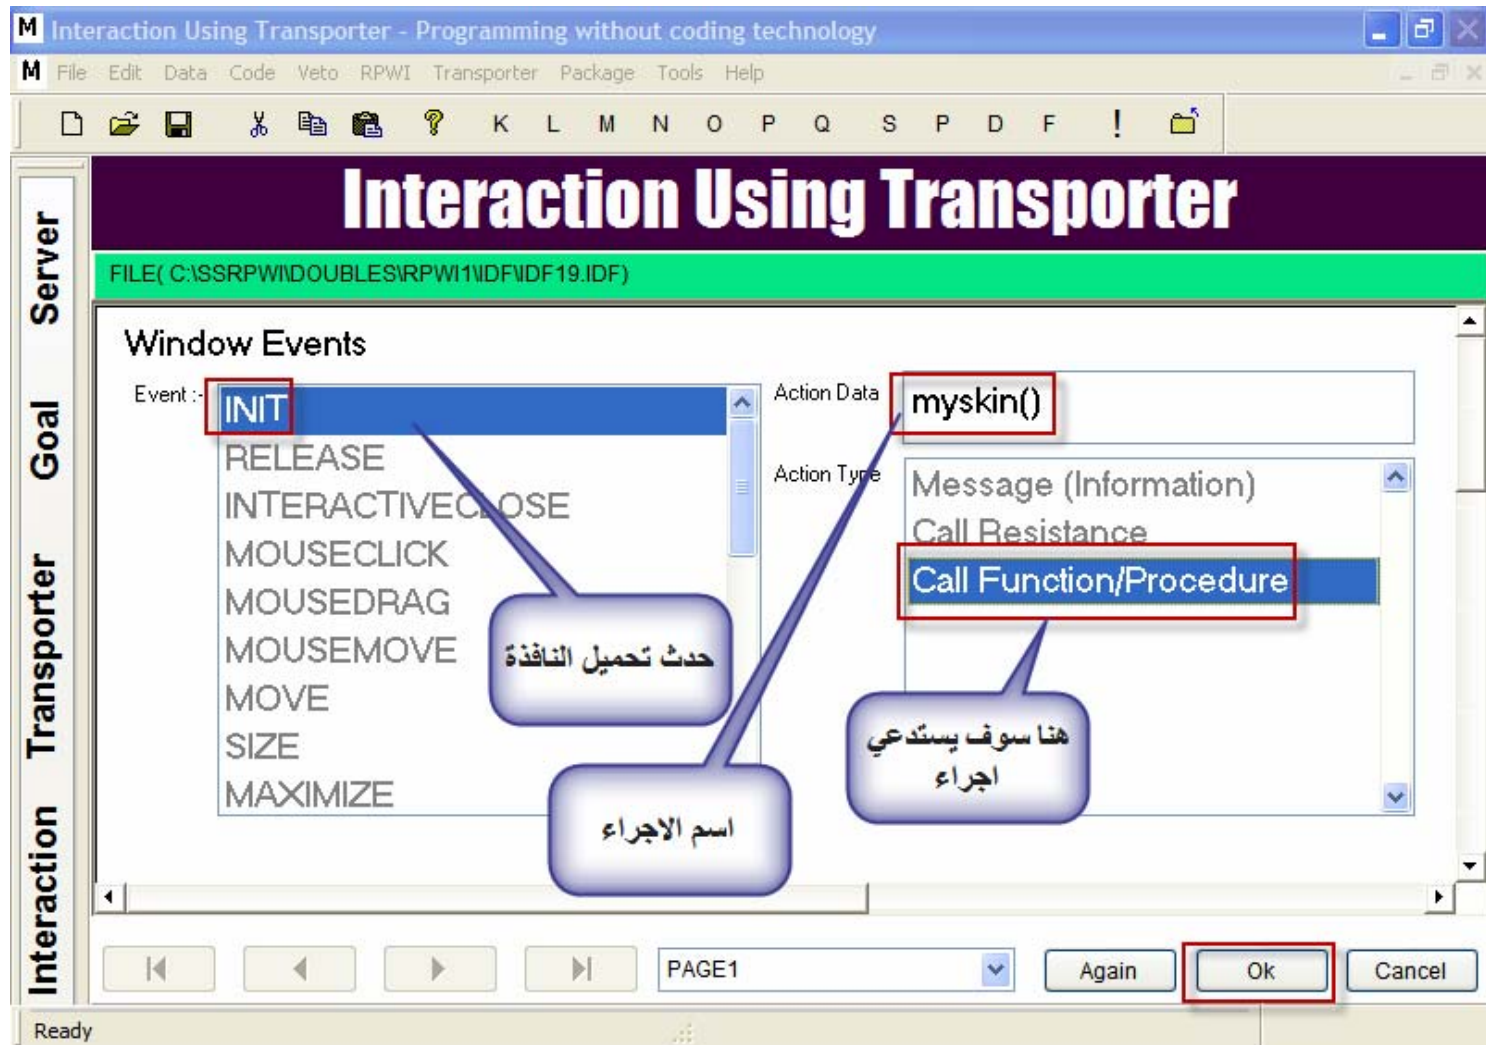 M Interaction Using Transporter - Programming without coding technology
M File Edit Data Code Veto RPWI Transporter Package Tools Help
K L M N O P Q S P D F !
Interaction Using Transporter
FILE( C:\SSRPWI\DOUBLES\RPWI1\IDF\IDF19.IDF)
Server
Goal
Transporter
Interaction
Window Events
Event :-
INIT
RELEASE
INTERACTIVECLOSE
MOUSECLICK
MOUSEDRAG
MOUSEMOVE
MOVE
SIZE
MAXIMIZE
Action Data
myskin()
Action Type
Message (Information)
Call Resistance
Call Function/Procedure
حدث تحميل النافذة
هنا سوف يستدعي
اجراء
اسم الاجراء
PAGE1
Again
Ok
Cancel
Ready